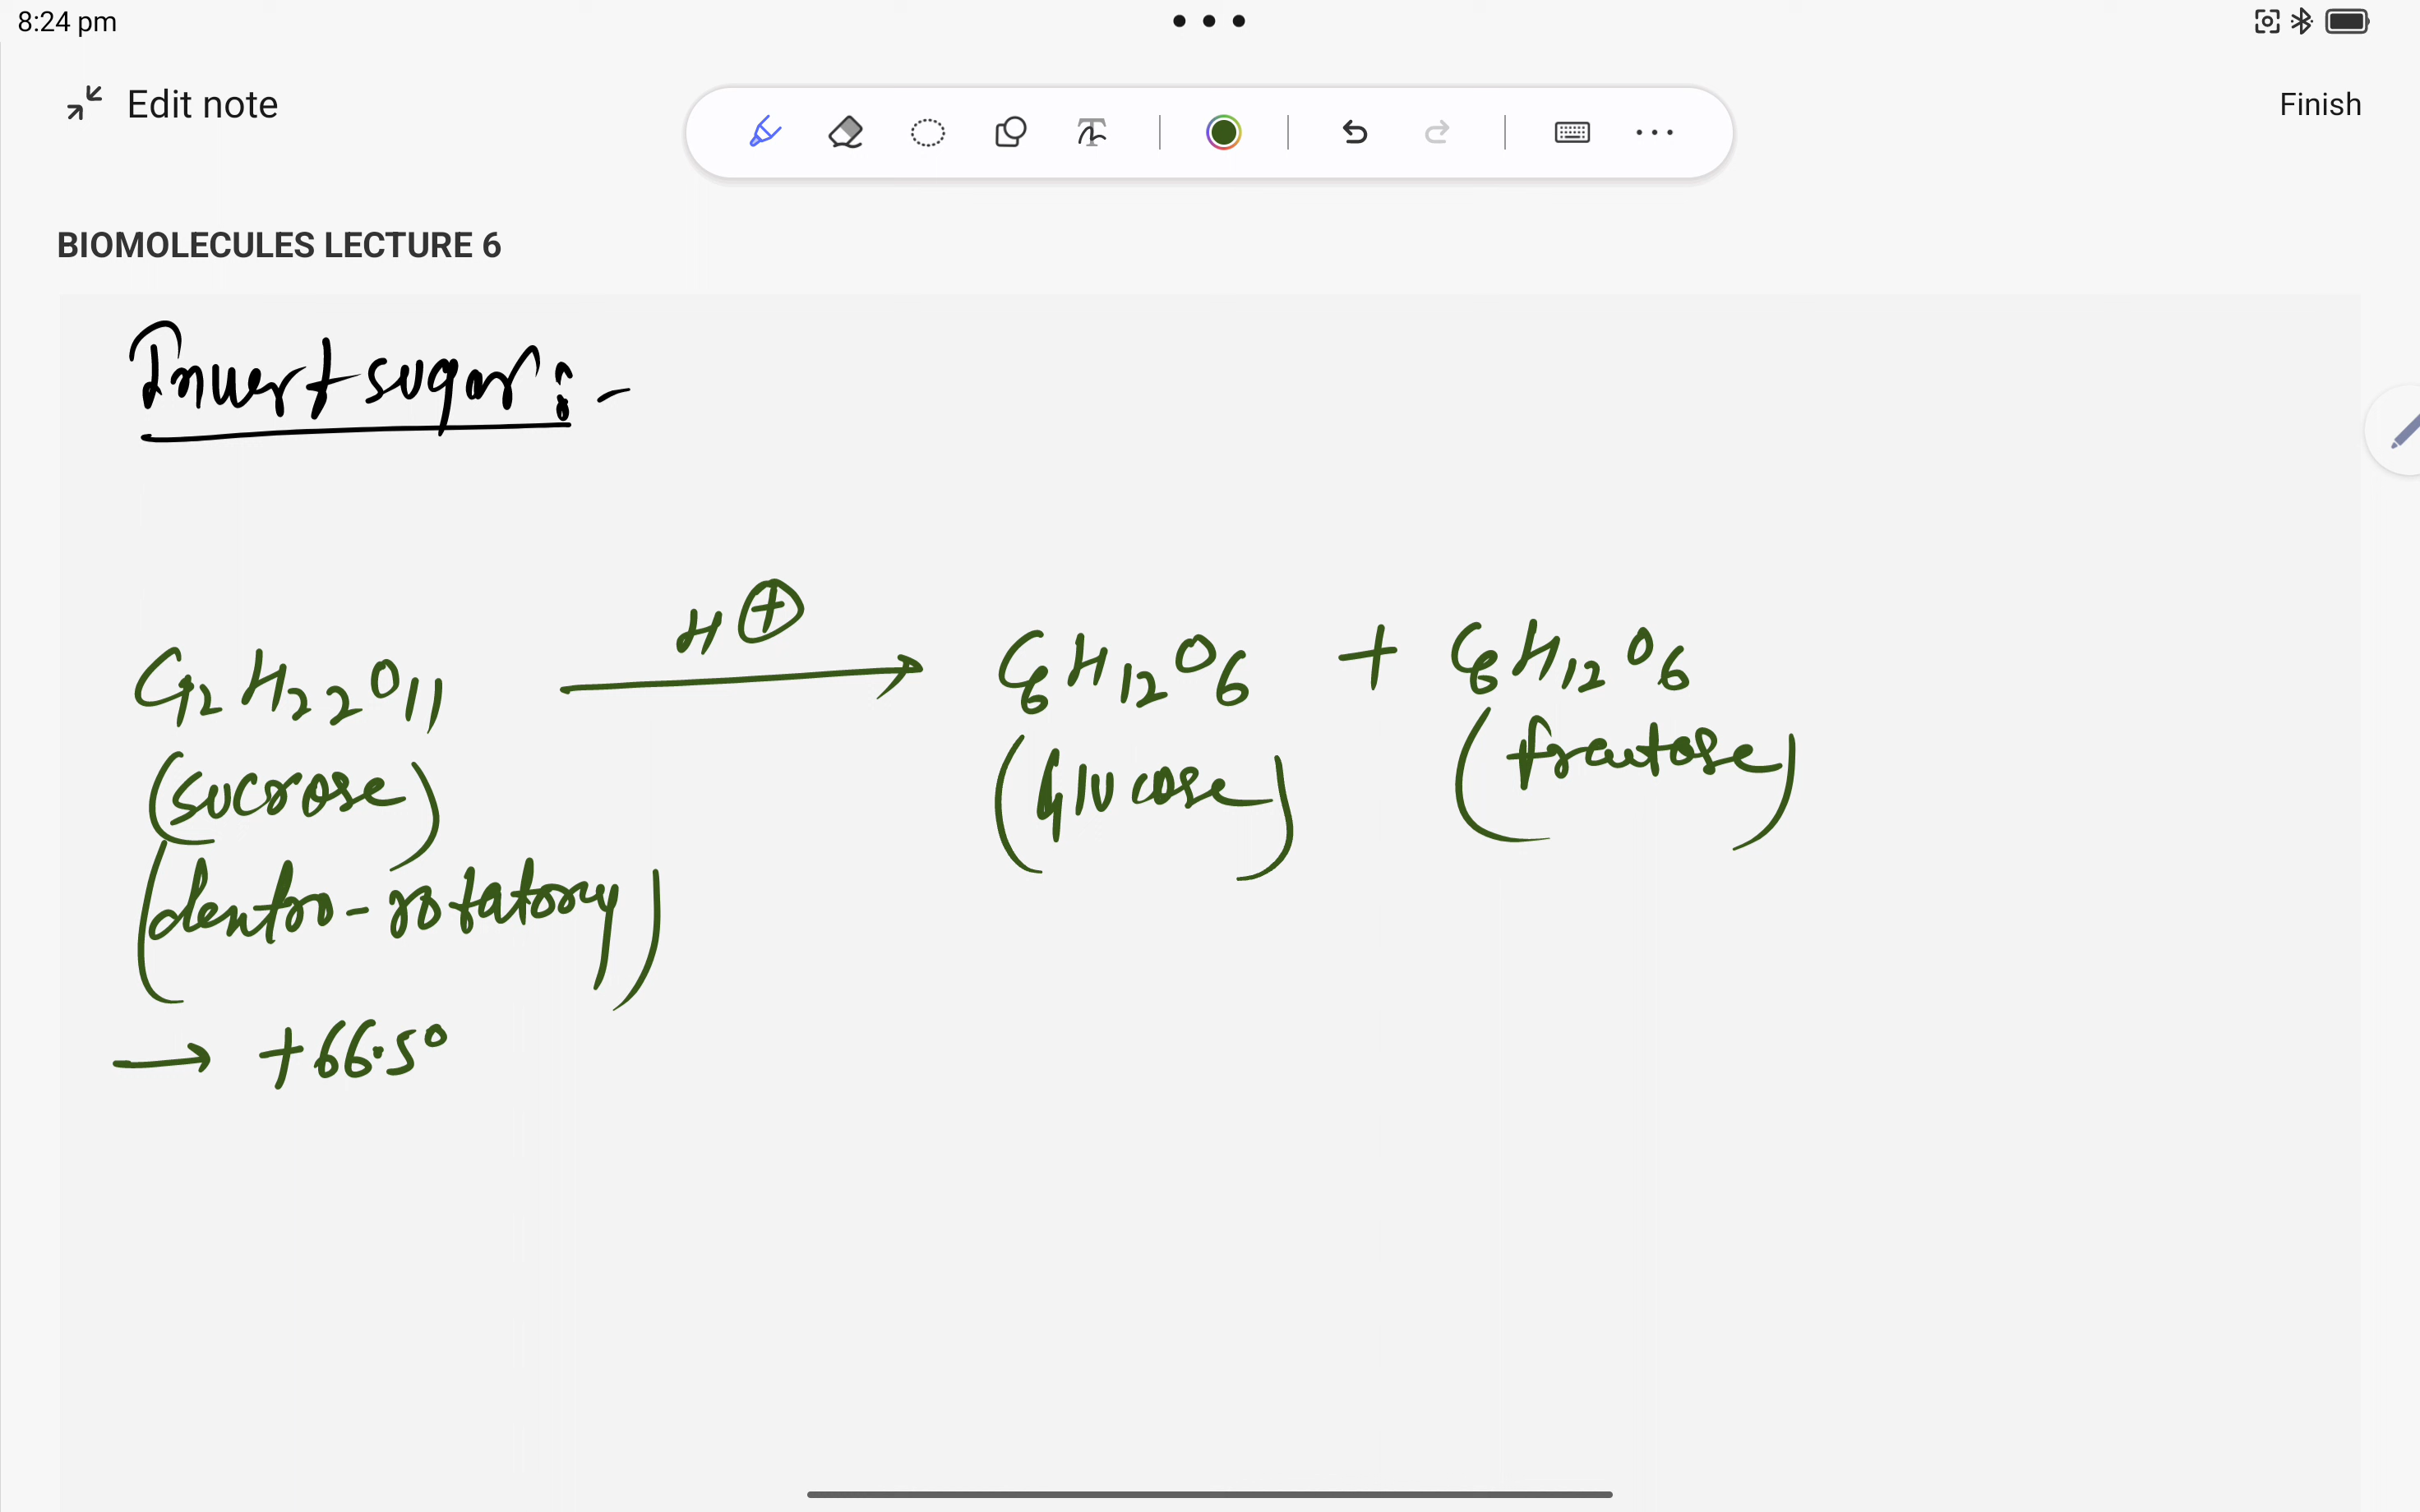 8:24 pm
Edit note
Finish
BIOMOLECULES LECTURE 6
Invert sugar :-
C12H22O11 H⊕ → C6H12O6 + C6H12O6
(sucrose) (Glucose) (fructose)
(dextro-rotatory)
→ +66.5°